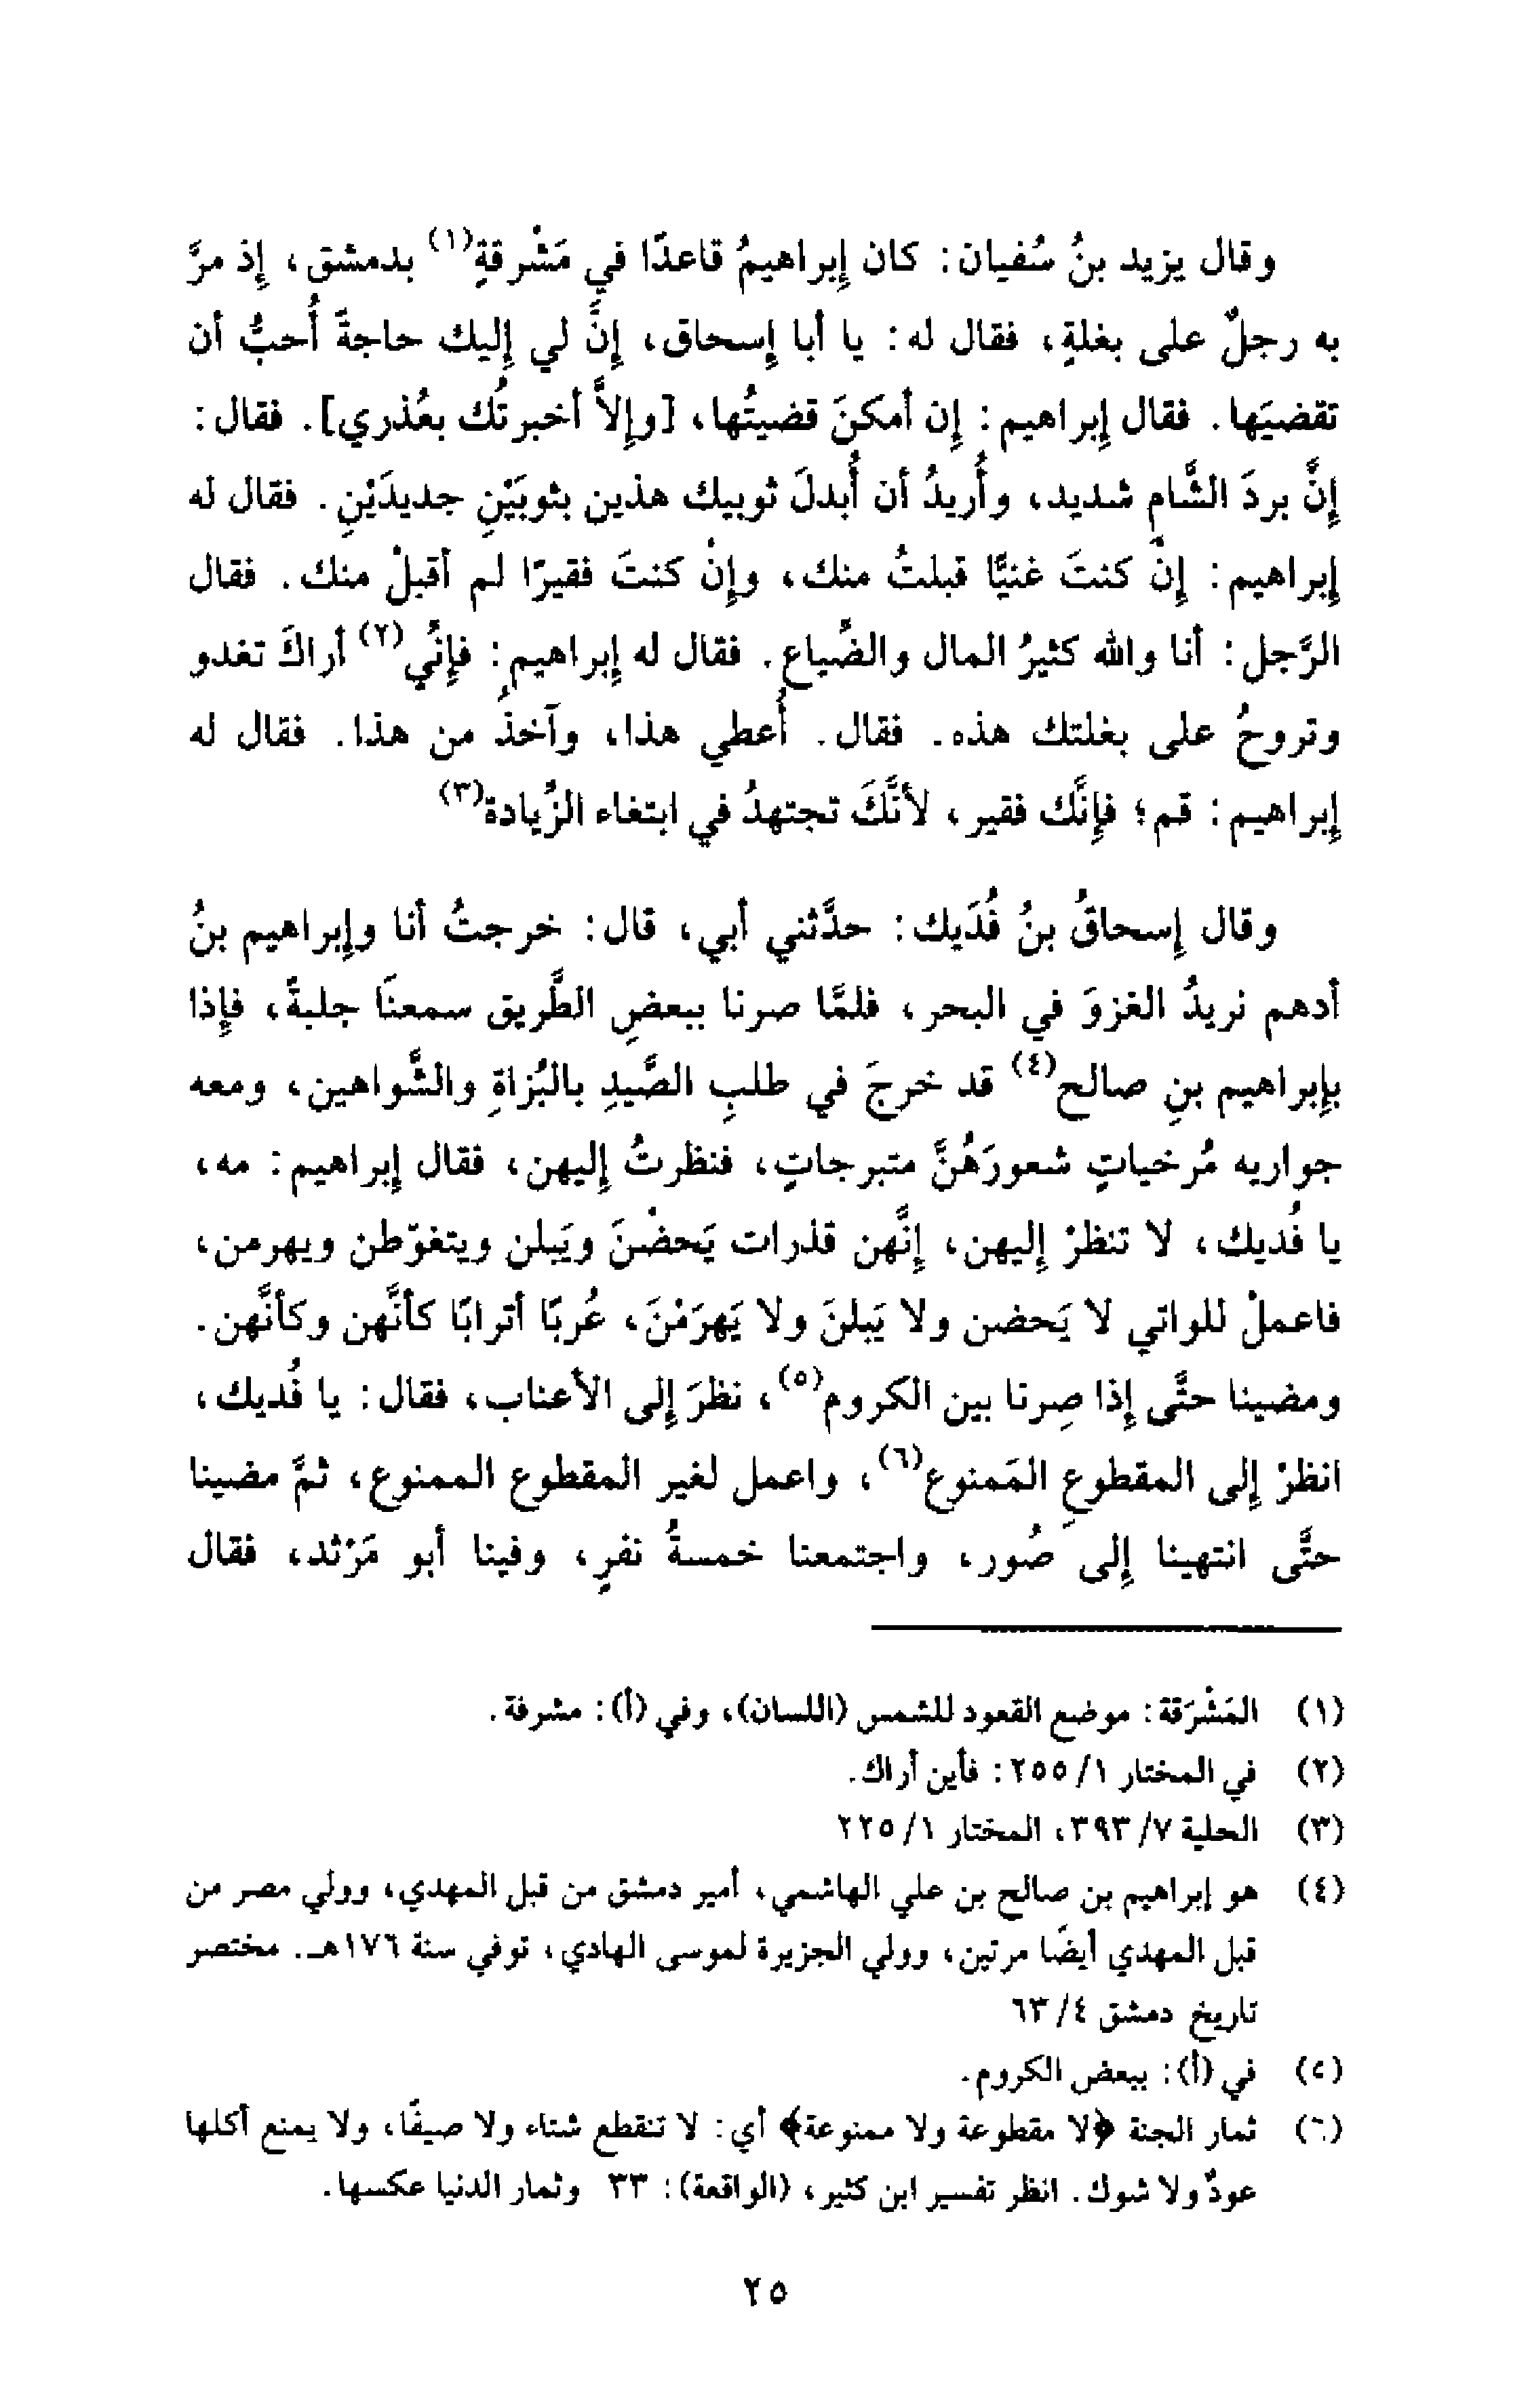 وقال يزيد بنُ سُفيان: كان إبراهيمُ قاعدًا في مَشْرقةٍ(١) بدمشق، إذ مرَّ
به رجلٌ على بغلةٍ، فقال له: يا أبا إسحاق، إنَّ لي إليك حاجةً أُحبُّ أن
تقضيَها. فقال إبراهيم: إن أمكنَ قضيتُها، [وإلاَّ أخبرتُك بعُذري]. فقال:
إنَّ بردَ الشَّام شديد، وأُريدُ أن أُبدلَ ثوبيك هذين بثوبَيْنِ جديدَيْنِ. فقال له
إبراهيم: إنْ كنتَ غنيًّا قبلتُ منك، وإنْ كنتَ فقيرًا لم أقبلْ منك. فقال
الرَّجل: أنا والله كثيرُ المال والضِّياع. فقال له إبراهيم: فإنِّي(٢) أراكَ تغدو
وتروحُ على بغلتك هذه. فقال. أُعطي هذا، وآخذُ من هذا. فقال له
إبراهيم: قم؛ فإنَّك فقير، لأنَّكَ تجتهدُ في ابتغاء الزِّيادة(٣)
وقال إسحاقُ بنُ فُدَيك: حدَّثني أبي، قال: خرجتُ أنا وإبراهيم بنُ
أدهم نريدُ الغزوَ في البحر، فلمَّا صرنا ببعضِ الطَّريق سمعنَا جلبةً، فإذا
بإبراهيم بنِ صالح(٤) قد خرجَ في طلبِ الصَّيدِ بالبُزاةِ والشَّواهين، ومعه
جواريه مُرخياتٍ شعورَهُنَّ متبرجاتٍ، فنظرتُ إليهن، فقال إبراهيم: مه،
يا فُديك، لا تنظرْ إليهن، إنَّهن قذرات يَحضْنَ ويَبلن ويتغوّطن ويهرمن،
فاعملْ للواتي لا يَحضن ولا يَبلنَ ولا يَهرَمْنَ، عُربًا أترابًا كأنَّهن وكأنَّهن.
ومضينا حتَّى إذا صِرنا بين الكروم(٥)، نظرَ إلى الأعناب، فقال: يا فُديك،
انظرْ إلى المقطوعِ المَمنوع(٦)، واعمل لغير المقطوع الممنوع، ثمَّ مضينا
حتَّى انتهينا إلى صُور، واجتمعنا خمسةُ نفرٍ، وفينا أبو مَرْثد، فقال
(١) المَشْرَقة: موضع القعود للشمس (اللسان)، وفي (أ): مشرفة.
(٢) في المختار ١/ ٢٥٥: فأين أراك.
(٣) الحلية ٧/ ٣٩٣، المختار ١/ ٢٢٥
(٤) هو إبراهيم بن صالح بن علي الهاشمي، أمير دمشق من قبل المهدي، وولي مصر من
قبل المهدي أيضًا مرتين، وولي الجزيرة لموسى الهادي، توفي سنة ١٧٦هـ. مختصر
تاريخ دمشق ٤/ ٦٣
(٥) في (أ): ببعض الكروم.
(٦) ثمار الجنة ﴿لا مقطوعة ولا ممنوعة﴾ أي: لا تنقطع شتاء ولا صيفًا، ولا يمنع أكلها
عودٌ ولا شوك. انظر تفسير ابن كثير، (الواقعة): ٣٣ وثمار الدنيا عكسها.
٢٥